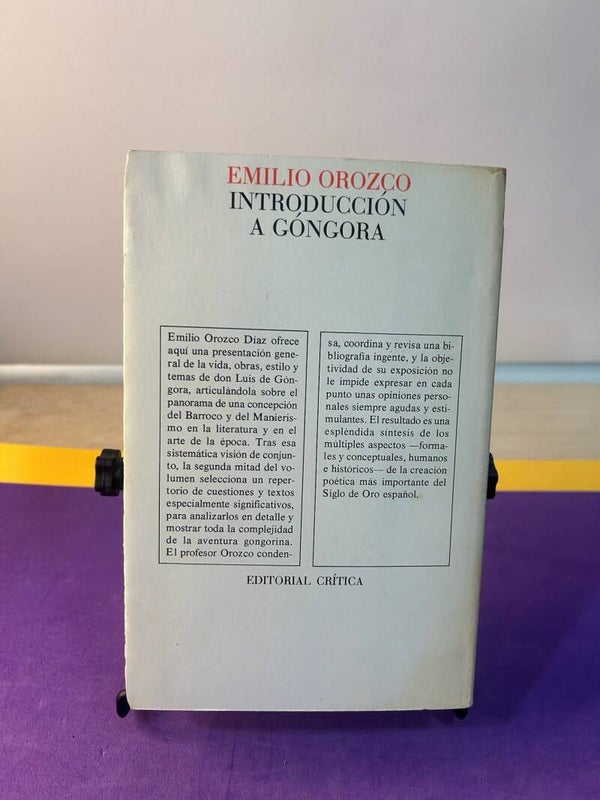 EMILIO OROZCO
INTRODUCCIÓN
A GÓNGORA
Emilio Orozco Díaz ofrece
aquí una presentación gene-
ral de la vida, obras, estilo y
temas de don Luis de Gón-
gora, articulándola sobre el
panorama de una concepción
del Barroco y del Manieris-
mo en la literatura y en el
arte de la época. Tras esa
sistemática visión de conjun-
to, la segunda mitad del vo-
lumen selecciona un reper-
torio de cuestiones y textos
especialmente significativos,
para analizarlos en detalle y
mostrar toda la complejidad
de la aventura gongorina.
El profesor Orozco conden-
sa, coordina y revisa una bi-
bliografía ingente, y la obje-
tividad de su exposición no
le impide expresar en cada
punto unas opiniones perso-
nales siempre agudas y esti-
mulantes. El resultado es una
espléndida síntesis de los
múltiples aspectos —forma-
les y conceptuales, humanos
e históricos— de la creación
poética más importante del
Siglo de Oro español.
EDITORIAL CRÍTICA